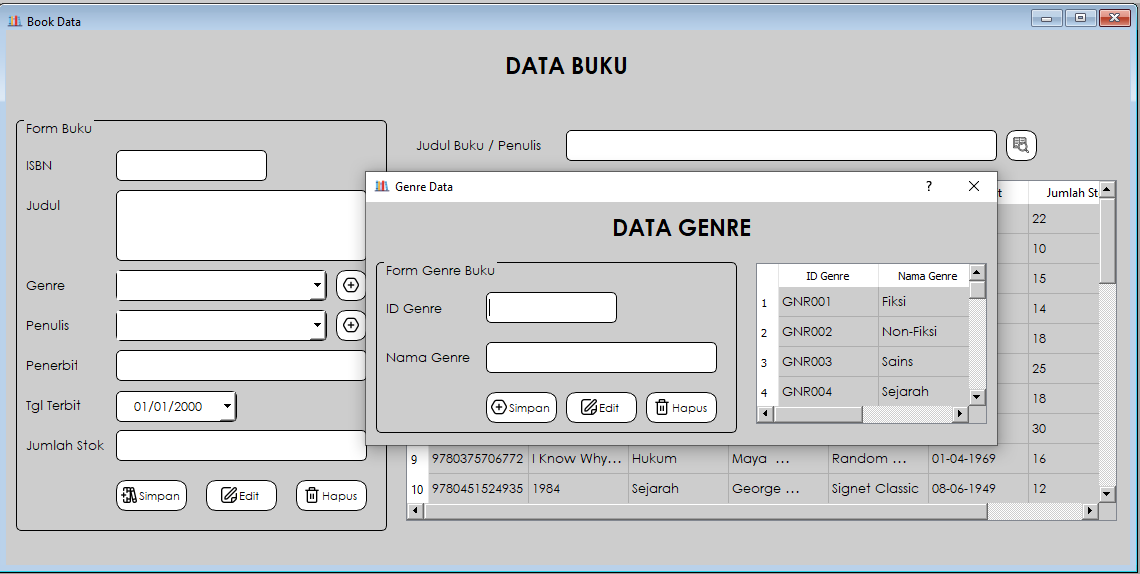 Book Data
DATA BUKU
Form Buku
ISBN
Judul
Genre
Penulis
Penerbit
Tgl Terbit 01/01/2000
Jumlah Stok
Simpan Edit Hapus
Judul Buku / Penulis
t Jumlah St
22
10
15
14
18
25
18
30
9 9780375706772 I Know Why... Hukum Maya ... Random ... 01-04-1969 16
10 9780451524935 1984 Sejarah George ... Signet Classic 08-06-1949 12
Genre Data ?
DATA GENRE
Form Genre Buku
ID Genre
Nama Genre
Simpan Edit Hapus
ID Genre Nama Genre
1 GNR001 Fiksi
2 GNR002 Non-Fiksi
3 GNR003 Sains
4 GNR004 Sejarah